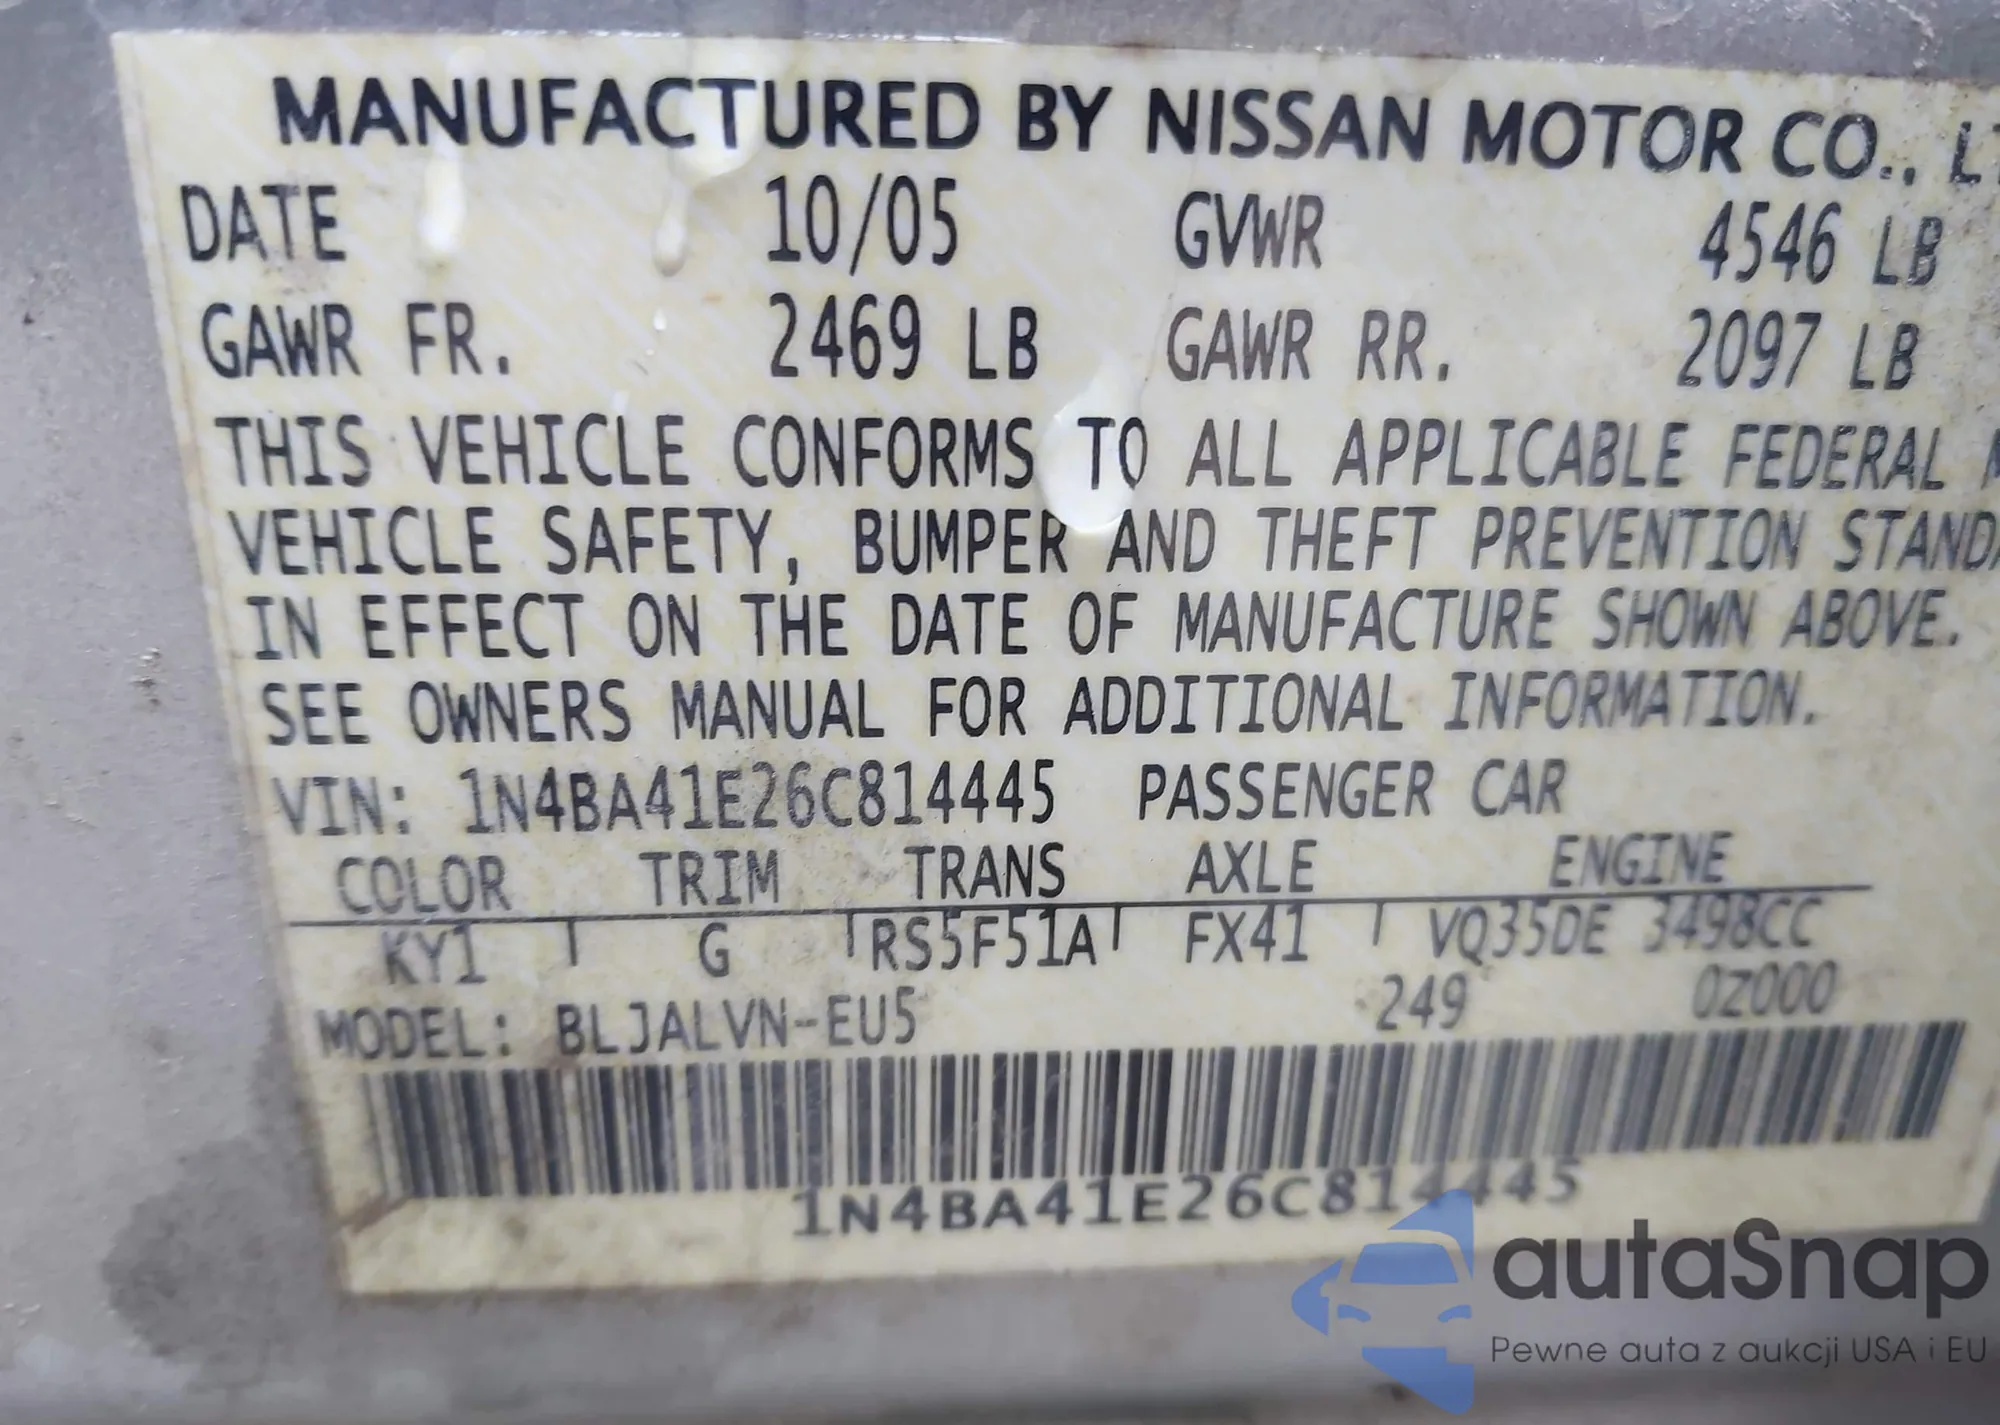 MANUFACTURED BY NISSAN MOTOR CO., LT
DATE 10/05 GVWR 4546 LB
GAWR FR. 2469 LB GAWR RR. 2097 LB
THIS VEHICLE CONFORMS TO ALL APPLICABLE FEDERAL M
VEHICLE SAFETY, BUMPER AND THEFT PREVENTION STANDA
IN EFFECT ON THE DATE OF MANUFACTURE SHOWN ABOVE.
SEE OWNERS MANUAL FOR ADDITIONAL INFORMATION.
VIN: 1N4BA41E26C814445 PASSENGER CAR
COLOR TRIM TRANS AXLE ENGINE
KY1 G RS5F51A FX41 VQ35DE 3498CC
MODEL: BLJALVN-EU5 249 0Z000
1N4BA41E26C814445
autaSnap
Pewne auta z aukcji USA i EU